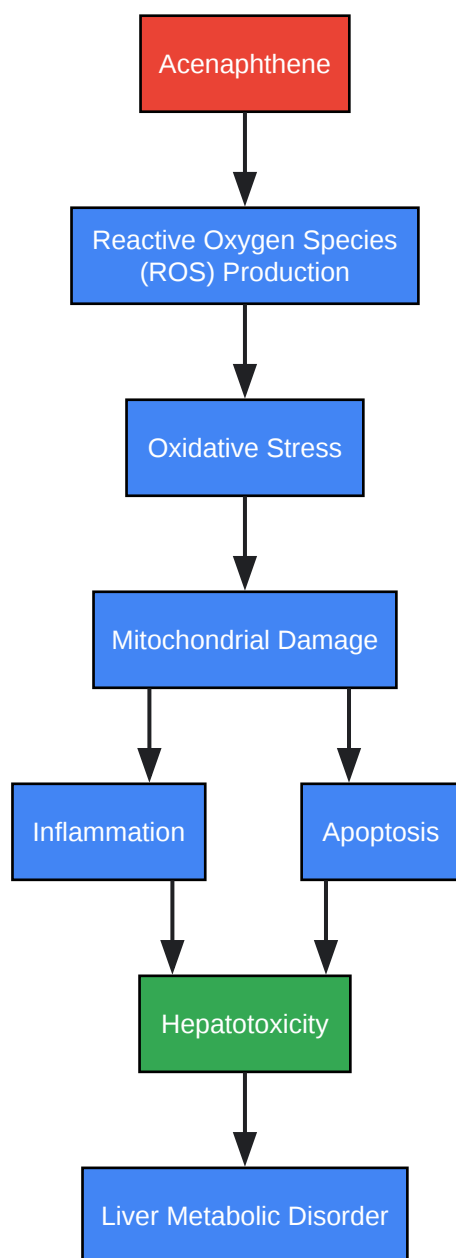 Acenaphthene
Reactive Oxygen Species
(ROS) Production
Oxidative Stress
Mitochondrial Damage
Inflammation
Apoptosis
Hepatotoxicity
Liver Metabolic Disorder